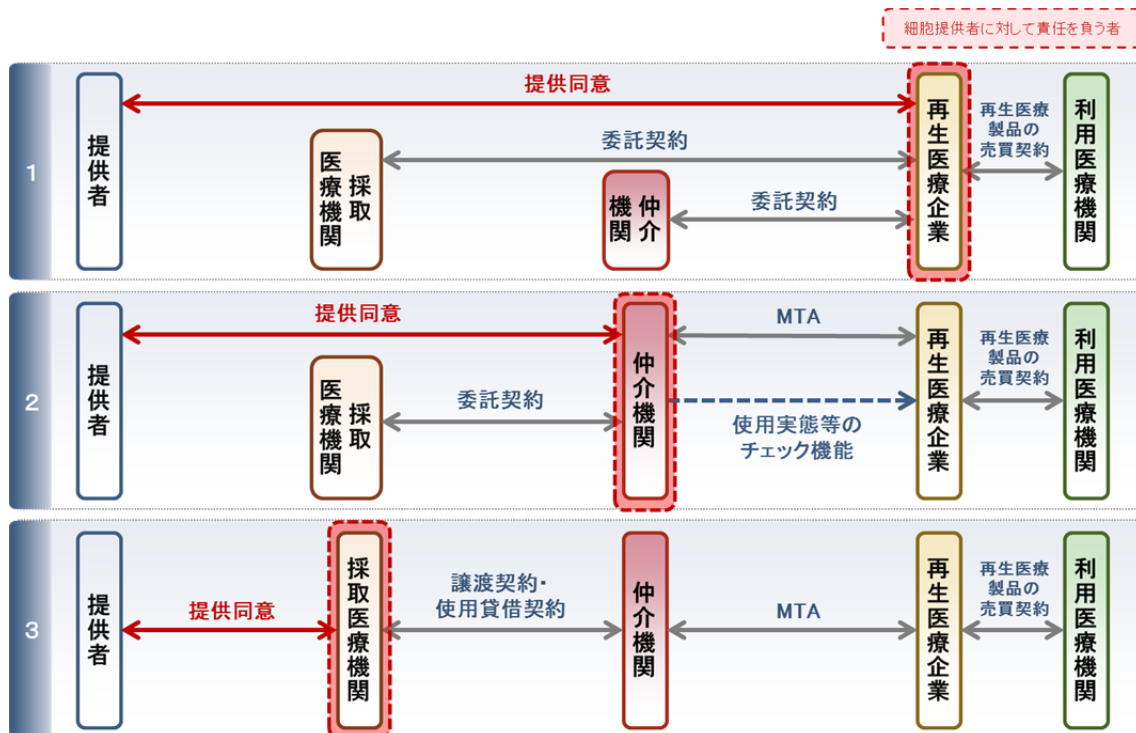 細胞提供者に対して責任を負う者
1
提供者
提供同意
採取
医療機関
委託契約
仲介
機関
委託契約
再生医療企業
再生医療
製品の
売買契約
利用医療機関
2
提供者
提供同意
採取
医療機関
委託契約
仲介機関
MTA
使用実態等の
チェック機能
再生医療企業
再生医療
製品の
売買契約
利用医療機関
3
提供者
提供同意
採取医療機関
譲渡契約・
使用貸借契約
仲介機関
MTA
再生医療企業
再生医療
製品の
売買契約
利用医療機関